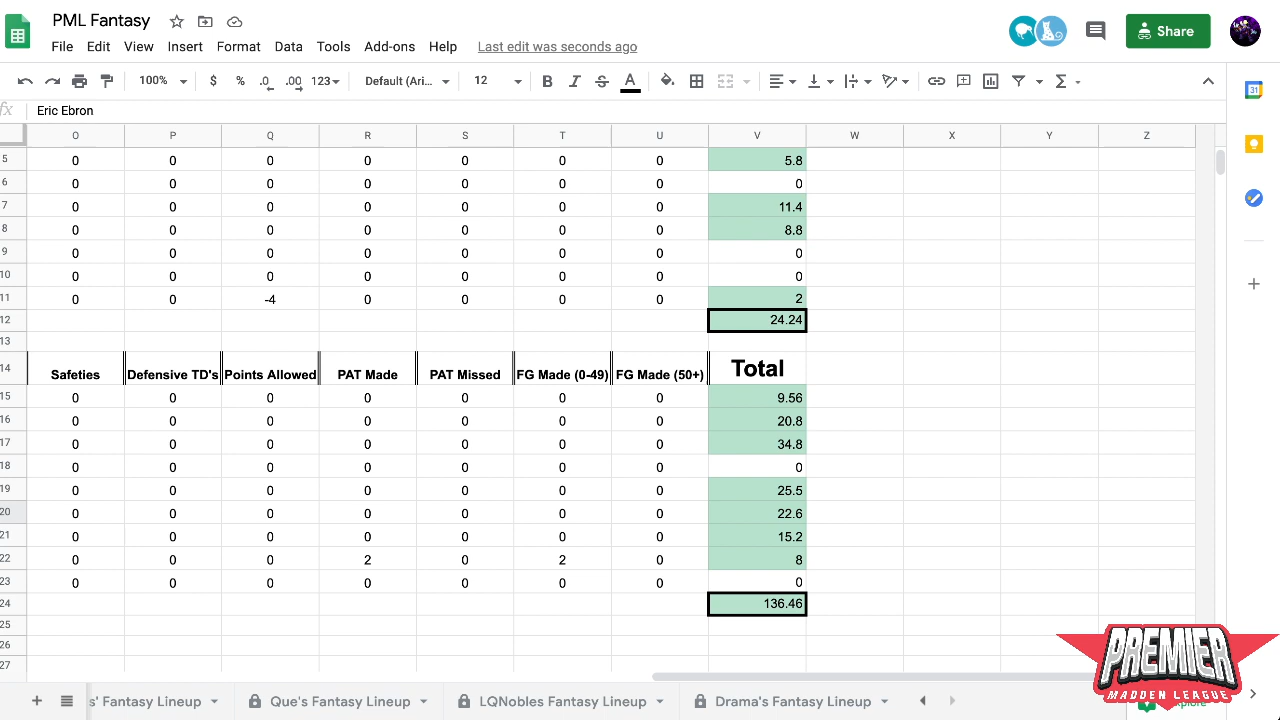 PML Fantasy
File Edit View Insert Format Data Tools Add-ons Help Last edit was seconds ago
Share
100% $ % .0 .00 123 Default (Ari... 12 B I S A
31
fx Eric Ebron
O P Q R S T U V W X Y Z
5 0 0 0 0 0 0 0 5.8
6 0 0 0 0 0 0 0 0
7 0 0 0 0 0 0 0 11.4
8 0 0 0 0 0 0 0 8.8
9 0 0 0 0 0 0 0 0
10 0 0 0 0 0 0 0 0
11 0 0 -4 0 0 0 0 2
12 24.24
13
14 Safeties Defensive TD's Points Allowed PAT Made PAT Missed FG Made (0-49) FG Made (50+) Total
15 0 0 0 0 0 0 0 9.56
16 0 0 0 0 0 0 0 20.8
17 0 0 0 0 0 0 0 34.8
18 0 0 0 0 0 0 0 0
19 0 0 0 0 0 0 0 25.5
20 0 0 0 0 0 0 0 22.6
21 0 0 0 0 0 0 0 15.2
22 0 0 0 2 0 2 0 8
23 0 0 0 0 0 0 0 0
24 136.46
25
26
27
PREMIER
MADDEN LEAGUE
s' Fantasy Lineup Que's Fantasy Lineup LQNobles Fantasy Lineup Drama's Fantasy Lineup Explore